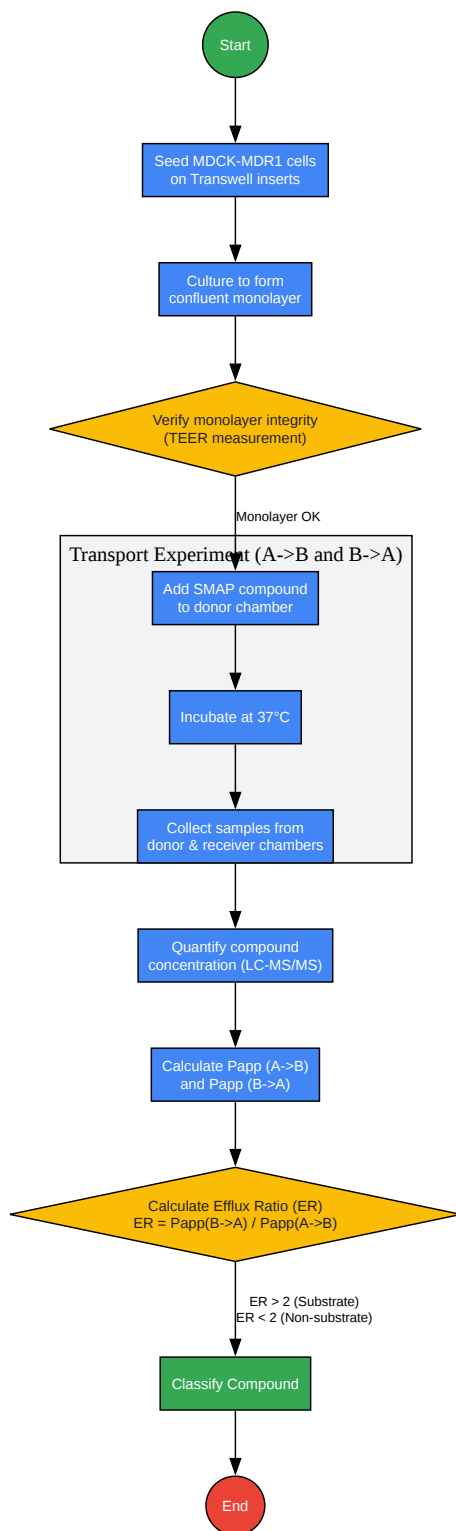 Start
Seed MDCK-MDR1 cells
on Transwell inserts
Culture to form
confluent monolayer
Verify monolayer integrity
(TEER measurement)
Monolayer OK
Transport Experiment (A->B and B->A)
Add SMAP compound
to donor chamber
Incubate at 37°C
Collect samples from
donor & receiver chambers
Quantify compound
concentration (LC-MS/MS)
Calculate Papp (A->B)
and Papp (B->A)
Calculate Efflux Ratio (ER)
ER = Papp(B->A) / Papp(A->B)
ER > 2 (Substrate)
ER < 2 (Non-substrate)
Classify Compound
End